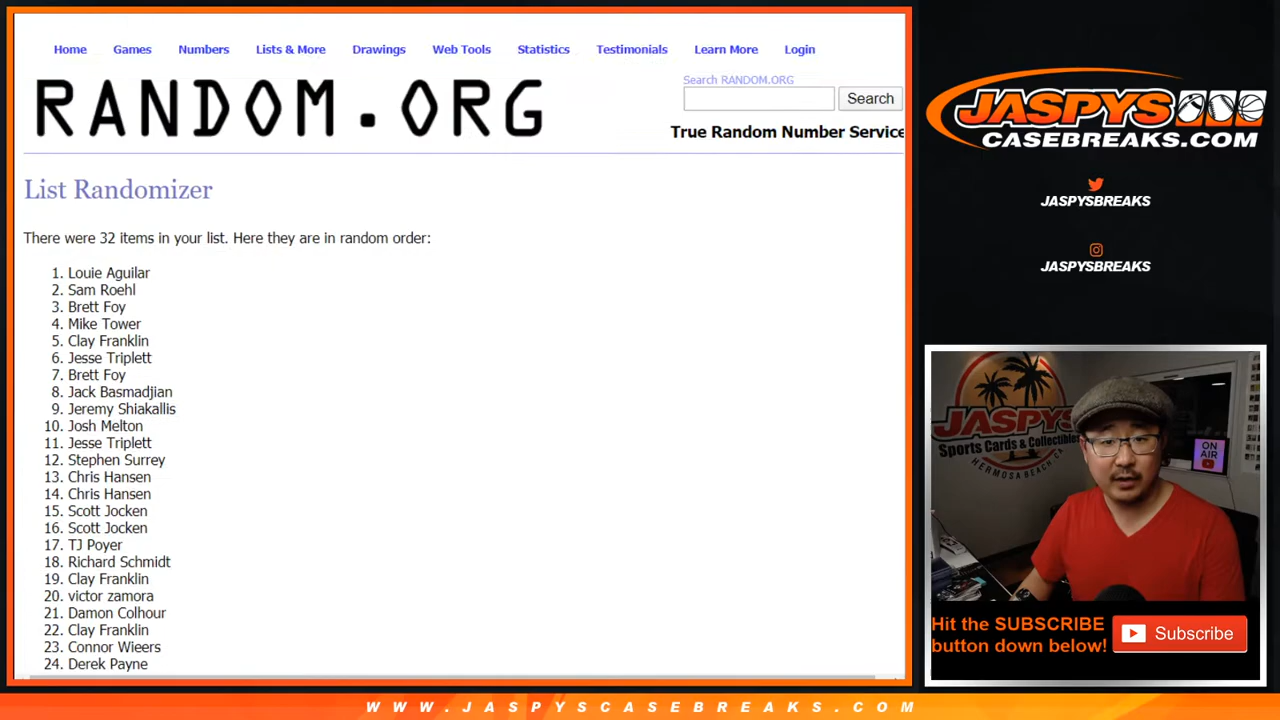 Home Games Numbers Lists & More Drawings Web Tools Statistics Testimonials Learn More Login
RANDOM.ORG
Search RANDOM.ORG
Search
True Random Number Service
List Randomizer
There were 32 items in your list. Here they are in random order:
1. Louie Aguilar
2. Sam Roehl
3. Brett Foy
4. Mike Tower
5. Clay Franklin
6. Jesse Triplett
7. Brett Foy
8. Jack Basmadjian
9. Jeremy Shiakallis
10. Josh Melton
11. Jesse Triplett
12. Stephen Surrey
13. Chris Hansen
14. Chris Hansen
15. Scott Jocken
16. Scott Jocken
17. TJ Poyer
18. Richard Schmidt
19. Clay Franklin
20. victor zamora
21. Damon Colhour
22. Clay Franklin
23. Connor Wieers
24. Derek Payne
JASPYS
CASEBREAKS.COM
JASPYSBREAKS
JASPYSBREAKS
JASPYS
Sports Cards & Collectibles
HERMOSA BEACH CA
ON AIR
Hit the SUBSCRIBE
button down below!
Subscribe
WWW.JASPYSCASEBREAKS.COM